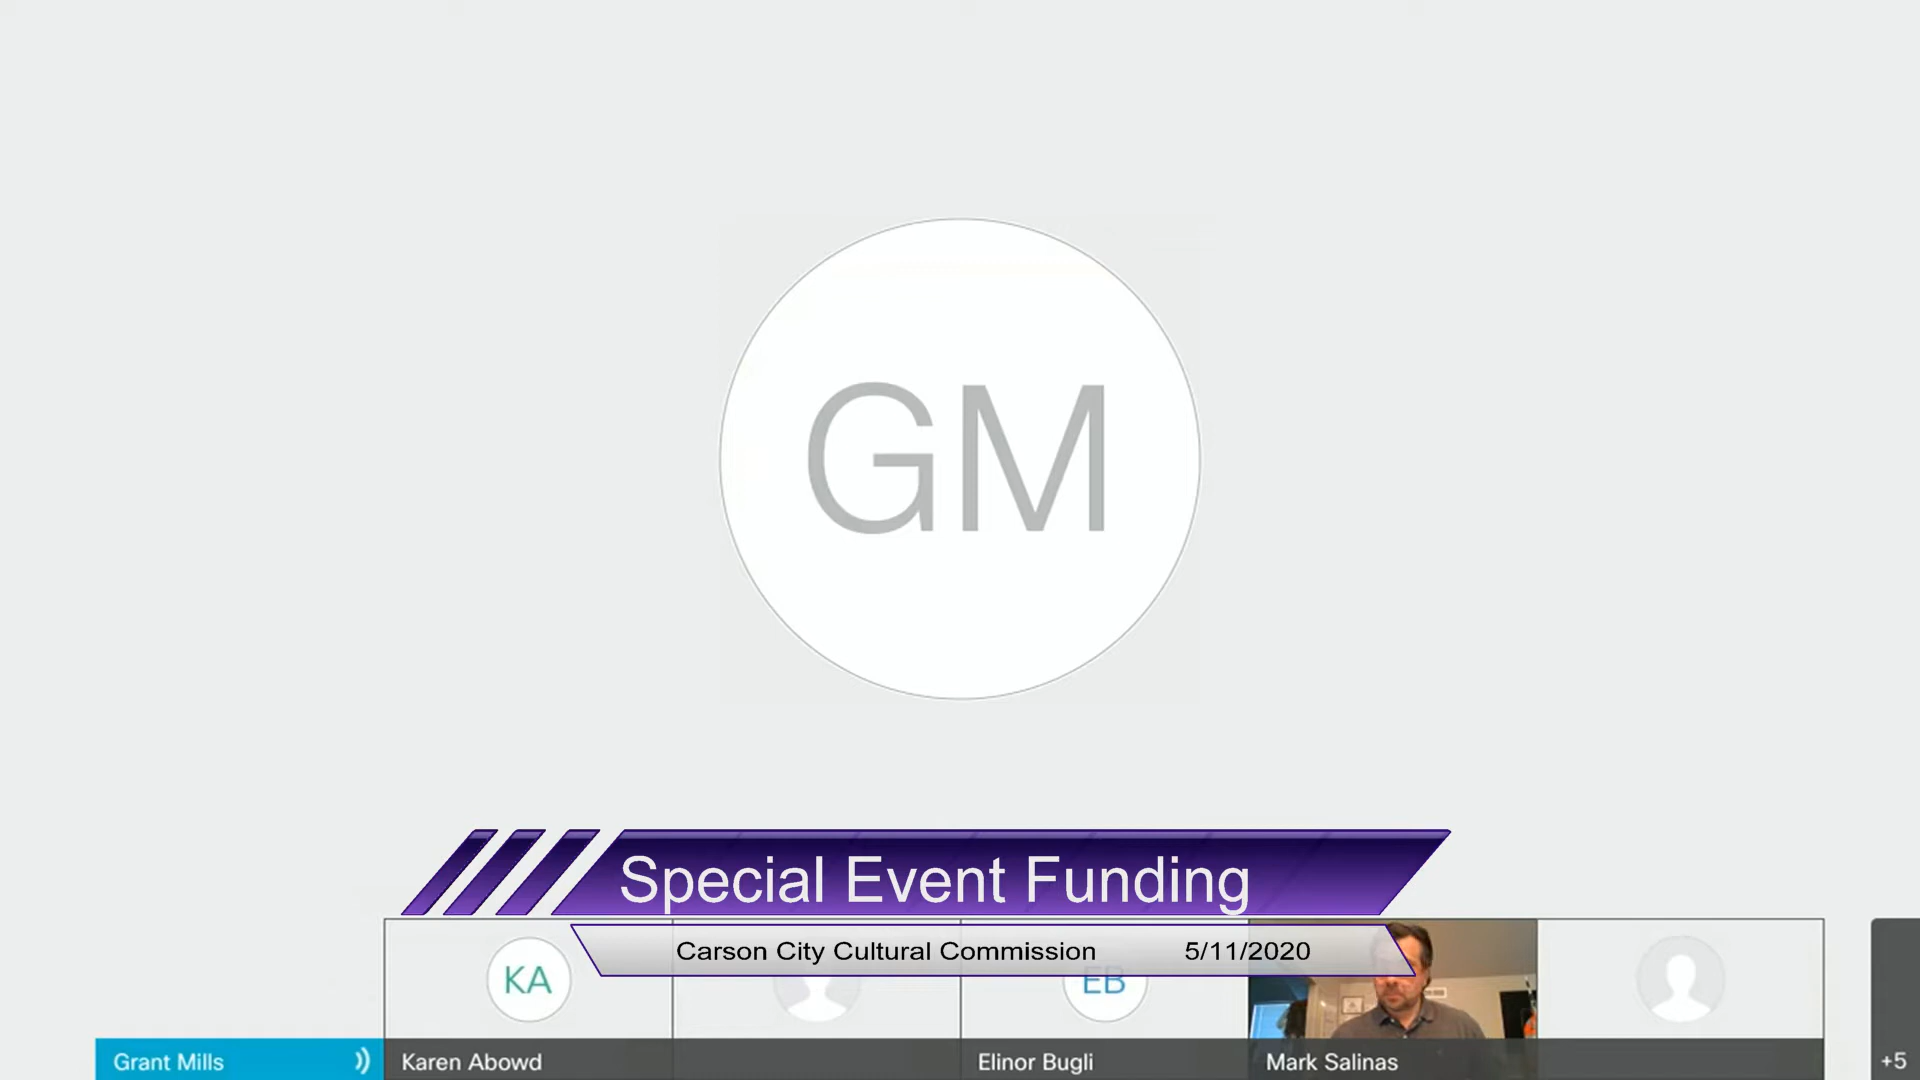 GM
Special Event Funding
Carson City Cultural Commission 5/11/2020
KA
EB
Grant Mills
Karen Abowd
Elinor Bugli
Mark Salinas
+5